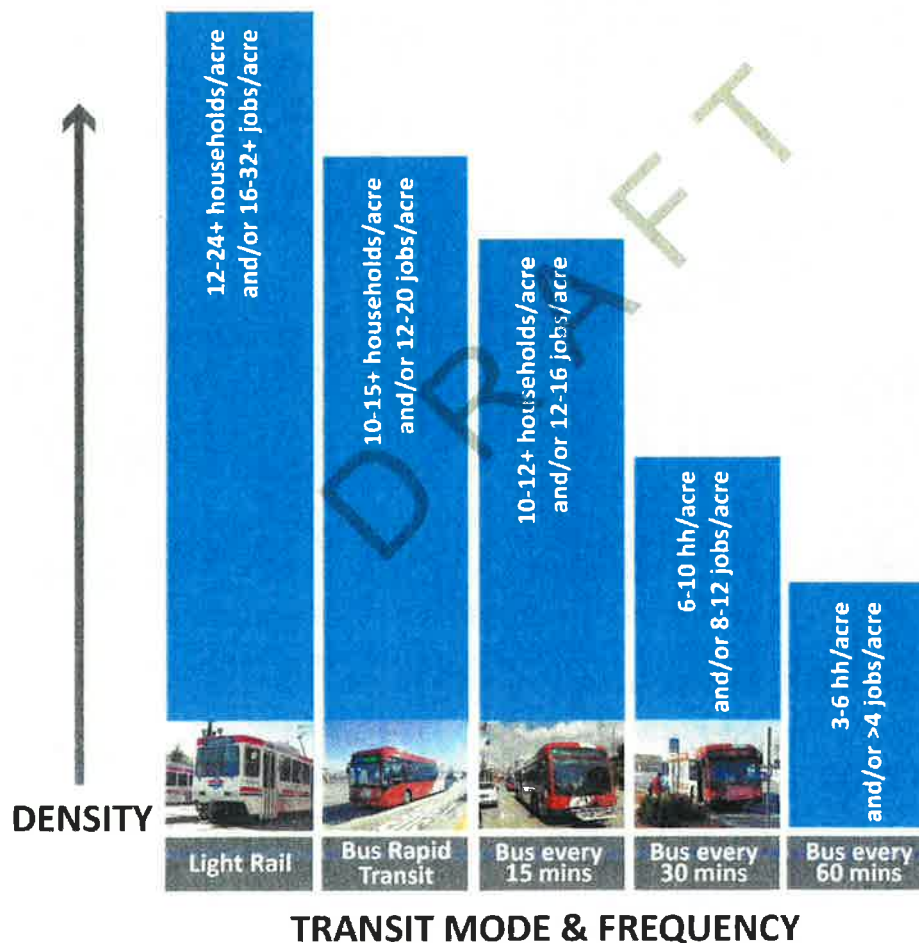 12-24+ households/acre
and/or 16-32+ jobs/acre
10-15+ households/acre
and/or 12-20 jobs/acre
10-12+ households/acre
and/or 12-16 jobs/acre
6-10 hh/acre
and/or 8-12 jobs/acre
3-6 hh/acre
and/or >4 jobs/acre
DRAFT
DENSITY
Light Rail
Bus Rapid
Transit
Bus every
15 mins
Bus every
30 mins
Bus every
60 mins
TRANSIT MODE & FREQUENCY